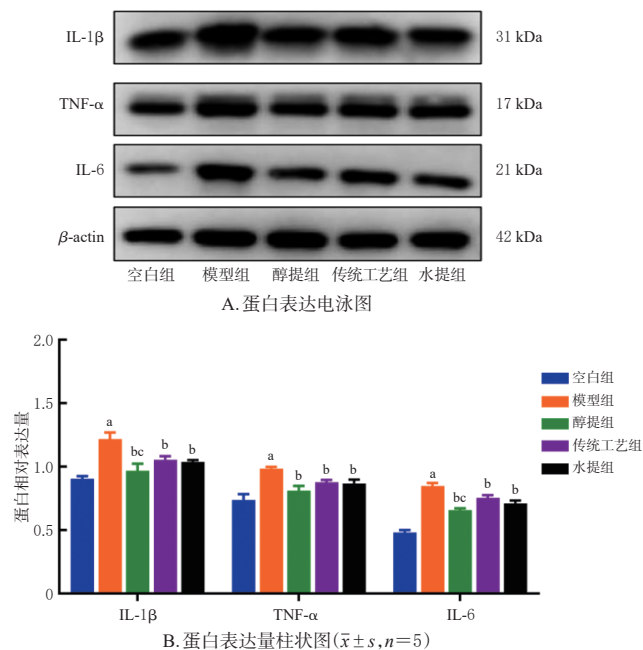 IL-1β 31 kDa
TNF-α 17 kDa
IL-6 21 kDa
β-actin 42 kDa
空白组 模型组 醇提组 传统工艺组 水提组
A.蛋白表达电泳图
2.0
1.5
1.0
0.5
0
蛋白相对表达量
a bc b b
a b b b
a bc b b
空白组
模型组
醇提组
传统工艺组
水提组
IL-1β TNF-α IL-6
B.蛋白表达量柱状图(x̄±s,n=5)